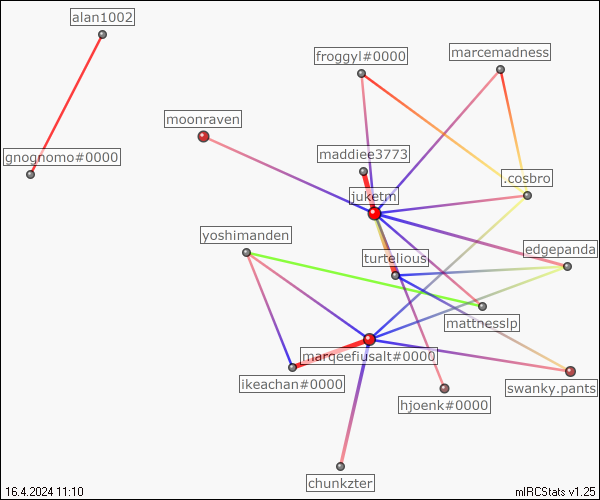 alan1002
froggyl#0000
marcemadness
moonraven
gnognomo#0000
maddiee3773
.cosbro
juketm
yoshimanden
edgepanda
turtelious
mattnesslp
marqeefiusalt#0000
ikeachan#0000
swanky.pants
hjoenk#0000
chunkzter
16.4.2024 11:10
mIRCStats v1.25